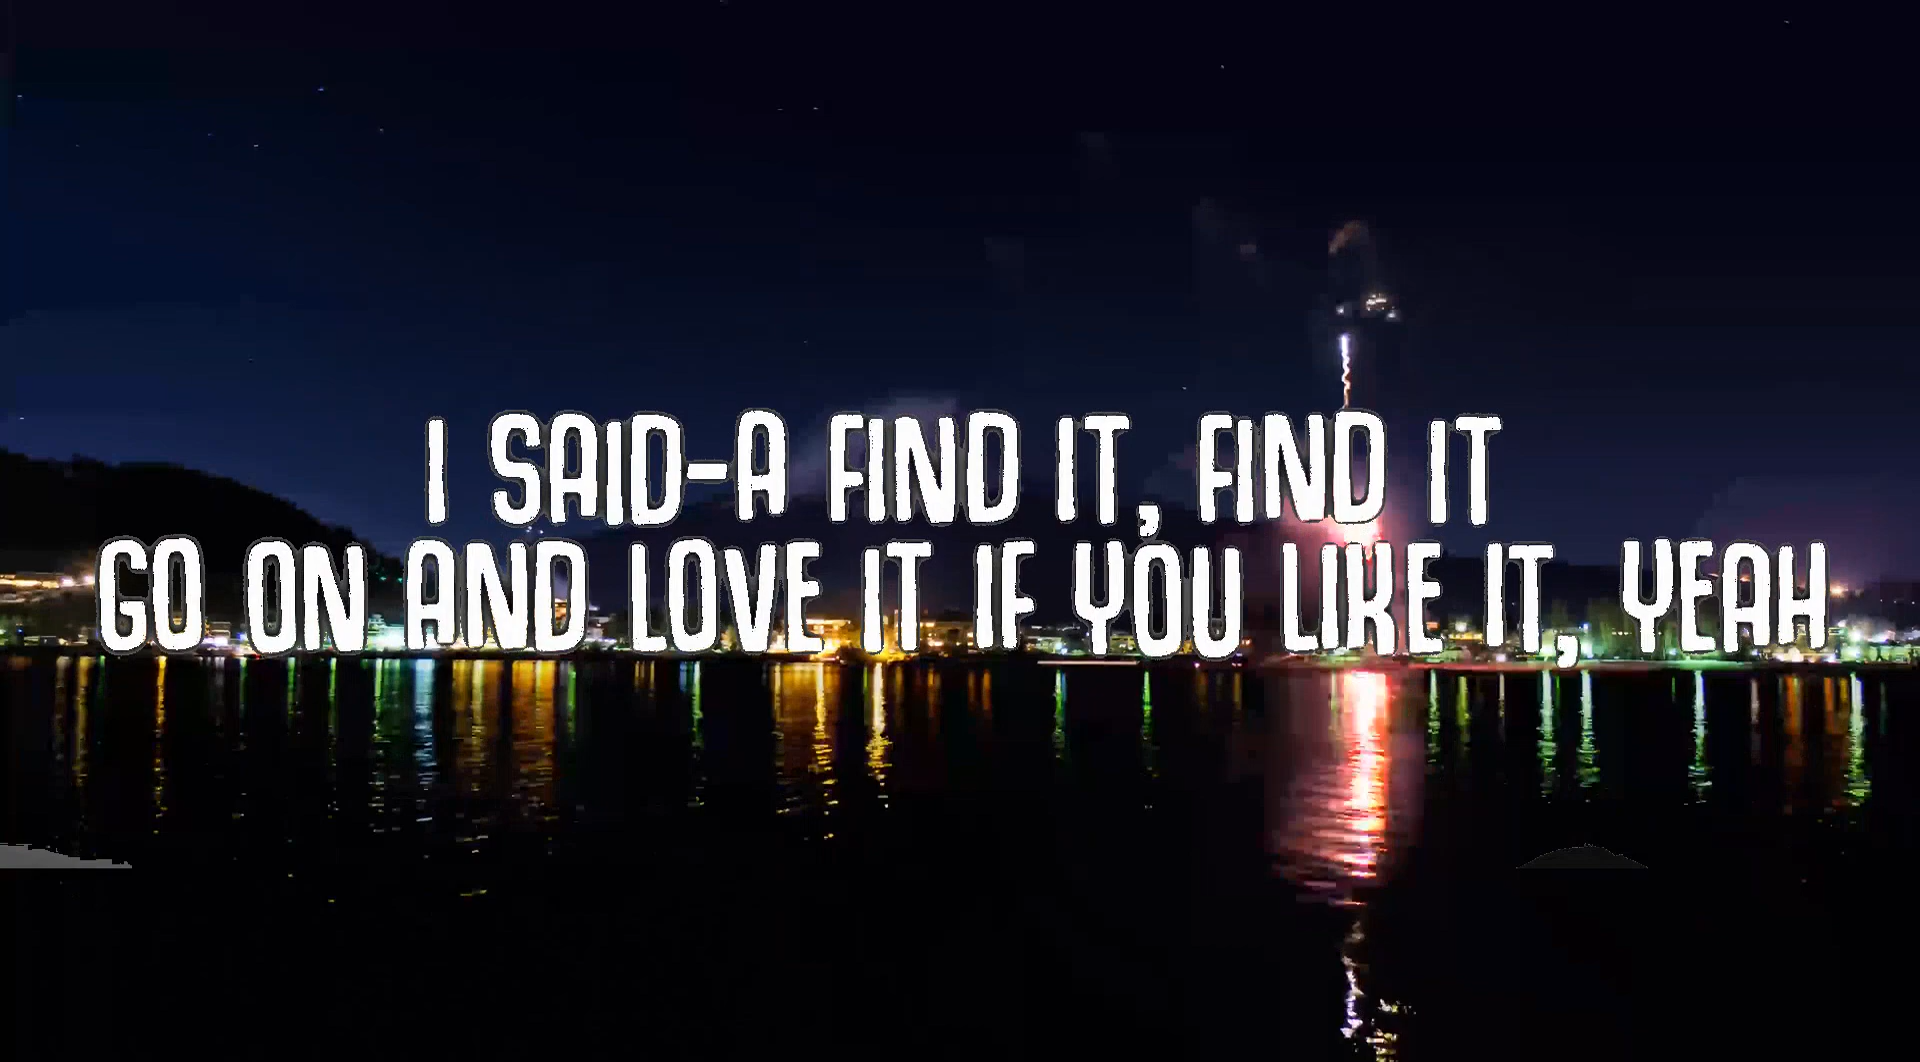 I SAID-A FIND IT, FIND IT
GO ON AND LOVE IT IF YOU LIKE IT, YEAH